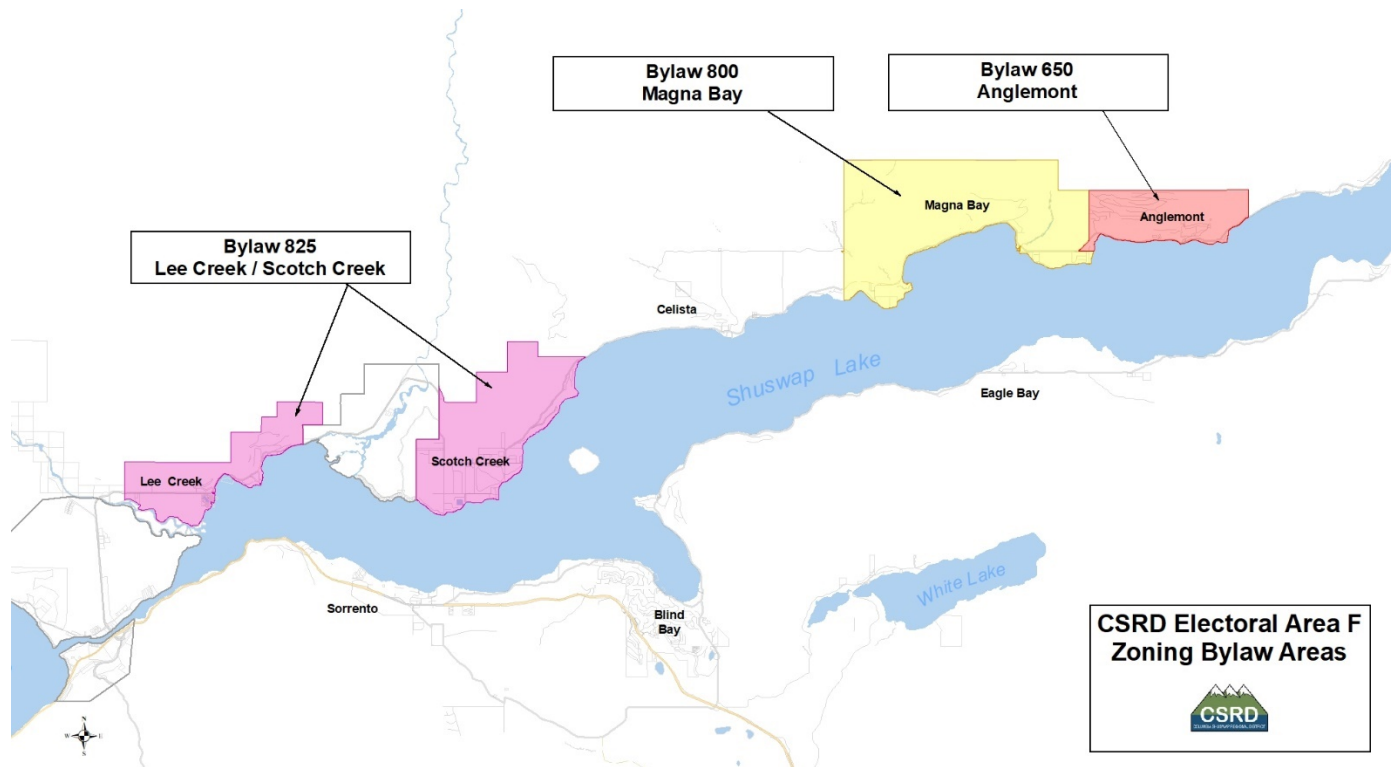 Bylaw 800
Magna Bay
Bylaw 650
Anglemont
Magna Bay
Anglemont
Bylaw 825
Lee Creek / Scotch Creek
Celista
Shuswap Lake
Eagle Bay
Scotch Creek
Lee Creek
White Lake
Sorrento
Blind
Bay
CSRD Electoral Area F
Zoning Bylaw Areas
CSRD
N
W
E
S